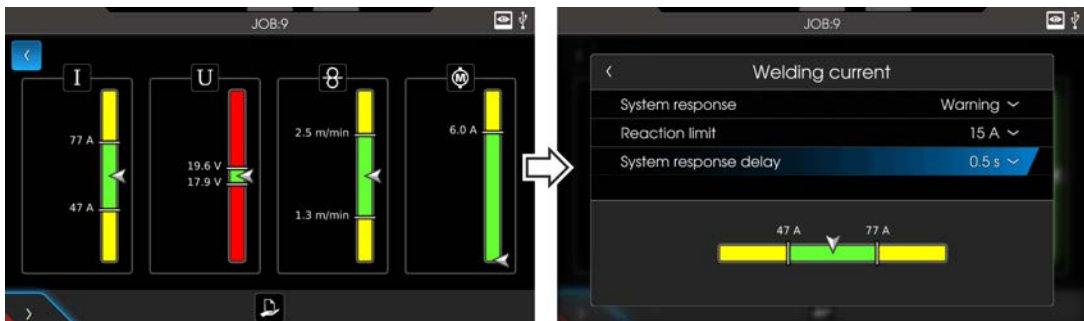 JOB:9
I
U
8
M
77 A
47 A
19.6 V
17.9 V
2.5 m/min
1.3 m/min
6.0 A
JOB:9
Welding current
System response Warning
Reaction limit 15 A
System response delay 0.5 s
47 A 77 A